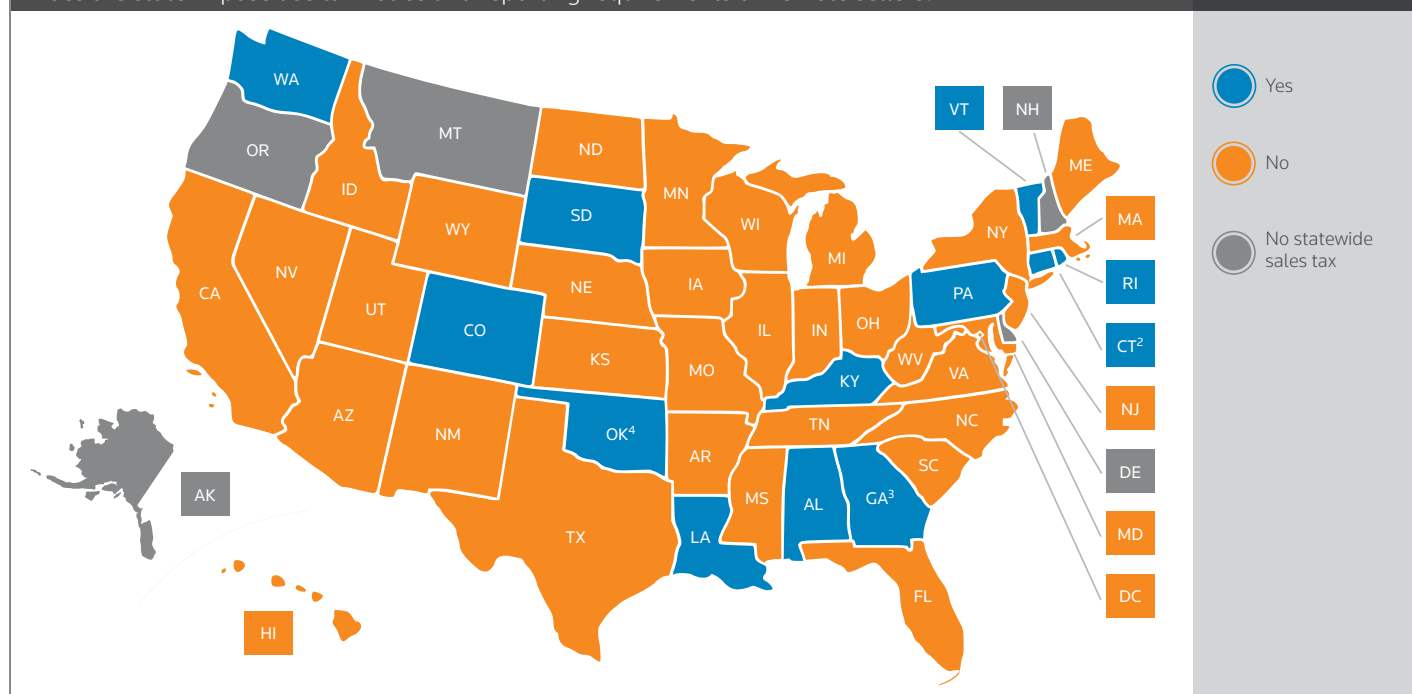 WA
VT
NH
Yes
MT
OR
ND
ME
No
ID
MN
SD
WI
MA
WY
NY
No statewide
sales tax
MI
NV
RI
CA
NE
IA
PA
UT
CO
IL
IN
OH
CT²
KS
WV
MO
KY
VA
NJ
AZ
NM
OK⁴
TN
NC
AR
SC
DE
AK
MS
AL
GA³
TX
LA
MD
FL
DC
HI